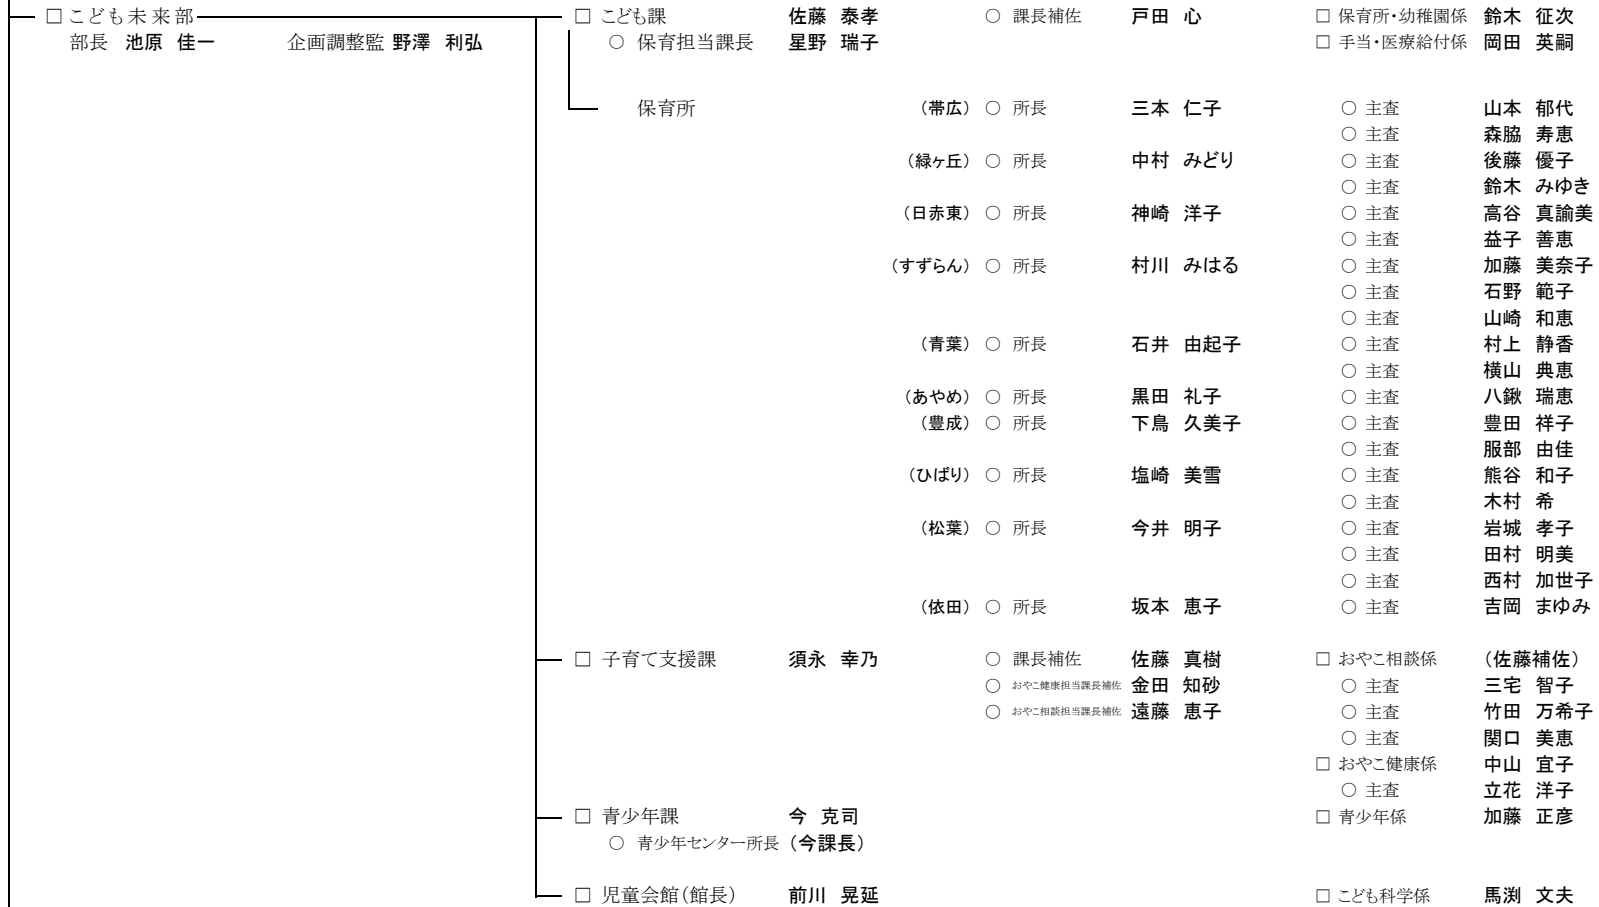 □ こども未来部 □ こども課 佐藤 泰孝 ○ 課長補佐 戸田 心 □ 保育所・幼稚園係 鈴木 征次
部長 池原 佳一 企画調整監 野澤 利弘 ○ 保育担当課長 星野 瑞子 □ 手当・医療給付係 岡田 英嗣
保育所 (帯広) ○ 所長 三本 仁子 ○ 主査 山本 郁代
○ 主査 森脇 寿恵
(緑ヶ丘) ○ 所長 中村 みどり ○ 主査 後藤 優子
○ 主査 鈴木 みゆき
(日赤東) ○ 所長 神崎 洋子 ○ 主査 高谷 真諭美
○ 主査 益子 善恵
(すずらん) ○ 所長 村川 みはる ○ 主査 加藤 美奈子
○ 主査 石野 範子
○ 主査 山崎 和恵
(青葉) ○ 所長 石井 由起子 ○ 主査 村上 静香
○ 主査 横山 典恵
(あやめ) ○ 所長 黒田 礼子 ○ 主査 八鍬 瑞恵
(豊成) ○ 所長 下鳥 久美子 ○ 主査 豊田 祥子
○ 主査 服部 由佳
(ひばり) ○ 所長 塩崎 美雪 ○ 主査 熊谷 和子
○ 主査 木村 希
(松葉) ○ 所長 今井 明子 ○ 主査 岩城 孝子
○ 主査 田村 明美
○ 主査 西村 加世子
(依田) ○ 所長 坂本 恵子 ○ 主査 吉岡 まゆみ
□ 子育て支援課 須永 幸乃 ○ 課長補佐 佐藤 真樹 □ おやこ相談係 (佐藤補佐)
○ おやこ健康担当課長補佐 金田 知砂 ○ 主査 三宅 智子
○ おやこ相談担当課長補佐 遠藤 恵子 ○ 主査 竹田 万希子
○ 主査 関口 美恵
□ おやこ健康係 中山 宜子
○ 主査 立花 洋子
□ 青少年課 今 克司 □ 青少年係 加藤 正彦
○ 青少年センター所長 (今課長)
□ 児童会館(館長) 前川 晃延 □ こども科学係 馬渕 文夫